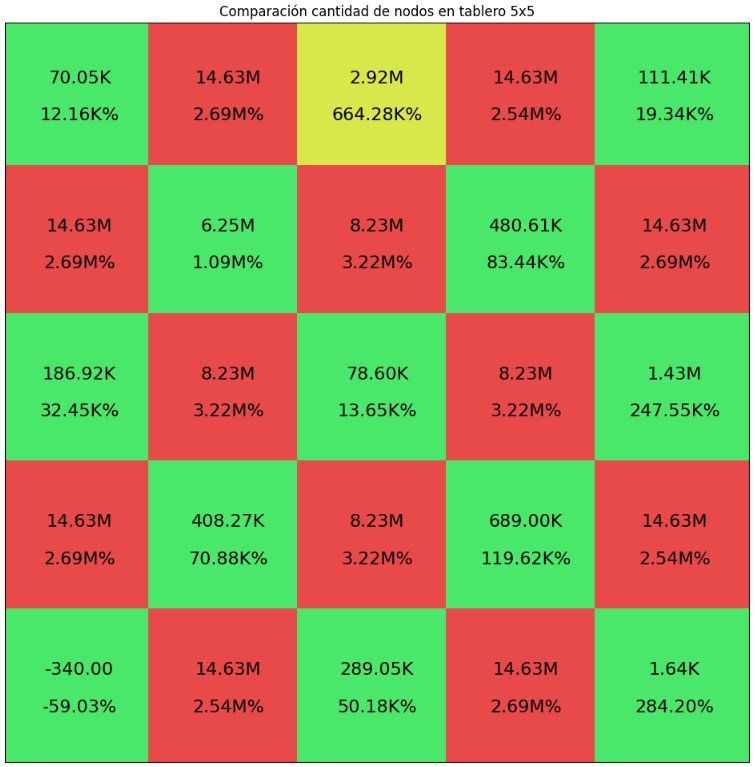 Comparación cantidad de nodos en tablero 5x5
70.05K 14.63M 2.92M 14.63M 111.41K
12.16K% 2.69M% 664.28K% 2.54M% 19.34K%
14.63M 6.25M 8.23M 480.61K 14.63M
2.69M% 1.09M% 3.22M% 83.44K% 2.69M%
186.92K 8.23M 78.60K 8.23M 1.43M
32.45K% 3.22M% 13.65K% 3.22M% 247.55K%
14.63M 408.27K 8.23M 689.00K 14.63M
2.69M% 70.88K% 3.22M% 119.62K% 2.54M%
-340.00 14.63M 289.05K 14.63M 1.64K
-59.03% 2.54M% 50.18K% 2.69M% 284.20%